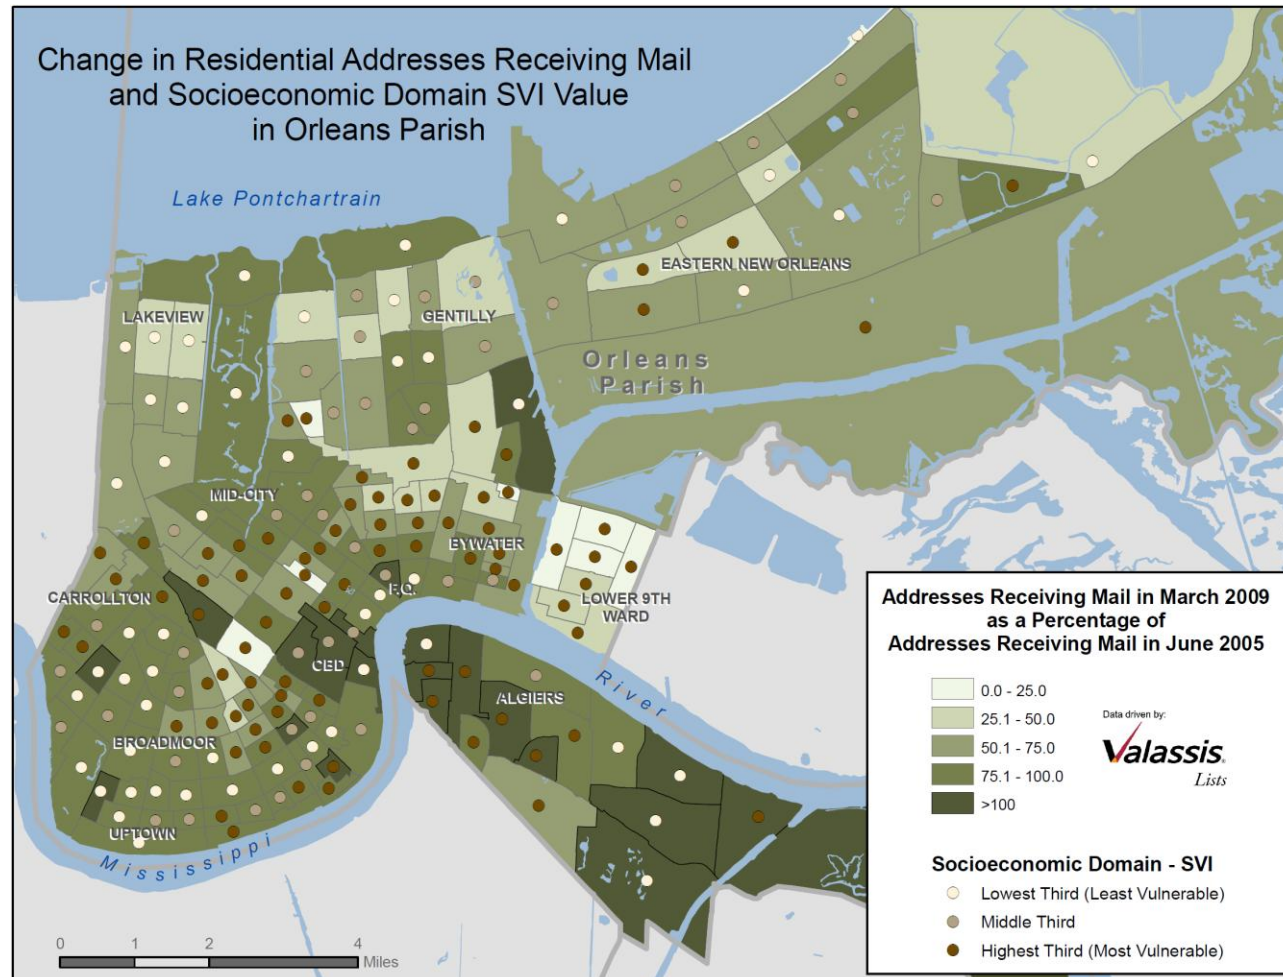 Change in Residential Addresses Receiving Mail
and Socioeconomic Domain SVI Value
in Orleans Parish
Lake Pontchartrain
LAKEVIEW
GENTILLY
EASTERN NEW ORLEANS
Orleans
Parish
MID-CITY
BYWATER
CARROLLTON
F.Q.
LOWER 9TH
WARD
CBD
ALGIERS
River
BROADMOOR
UPTOWN
Mississippi
0 1 2 4
Miles
Addresses Receiving Mail in March 2009
as a Percentage of
Addresses Receiving Mail in June 2005
0.0 - 25.0
25.1 - 50.0
50.1 - 75.0
75.1 - 100.0
>100
Data driven by:
Valassis.
Lists
Socioeconomic Domain - SVI
Lowest Third (Least Vulnerable)
Middle Third
Highest Third (Most Vulnerable)